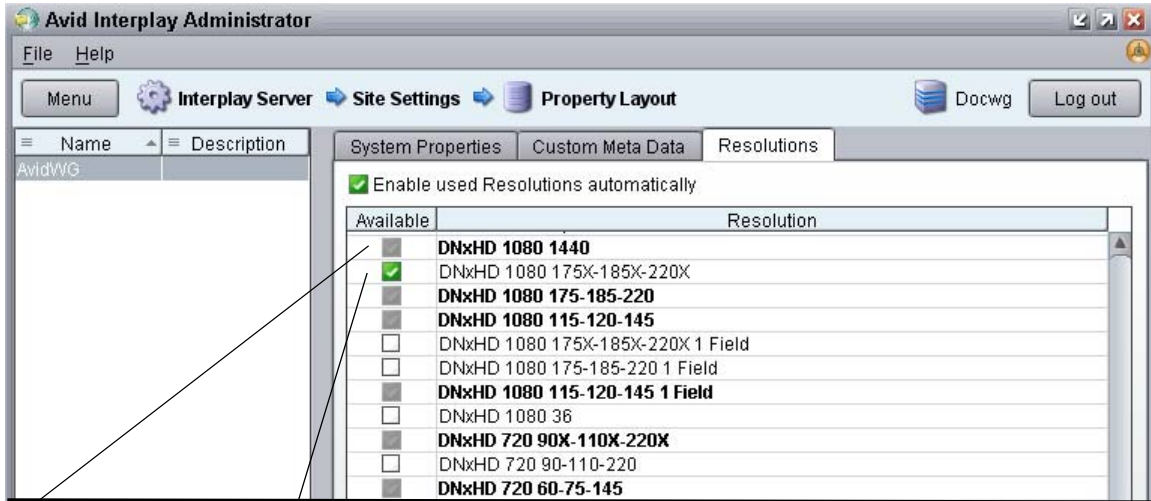 Avid Interplay Administrator
File Help
Menu Interplay Server Site Settings Property Layout Docwg Log out
Name Description System Properties Custom Meta Data Resolutions
AvidWG
Enable used Resolutions automatically
Available Resolution
DNxHD 1080 1440
DNxHD 1080 175X-185X-220X
DNxHD 1080 175-185-220
DNxHD 1080 115-120-145
DNxHD 1080 175X-185X-220X 1 Field
DNxHD 1080 175-185-220 1 Field
DNxHD 1080 115-120-145 1 Field
DNxHD 1080 36
DNxHD 720 90X-110X-220X
DNxHD 720 90-110-220
DNxHD 720 60-75-145